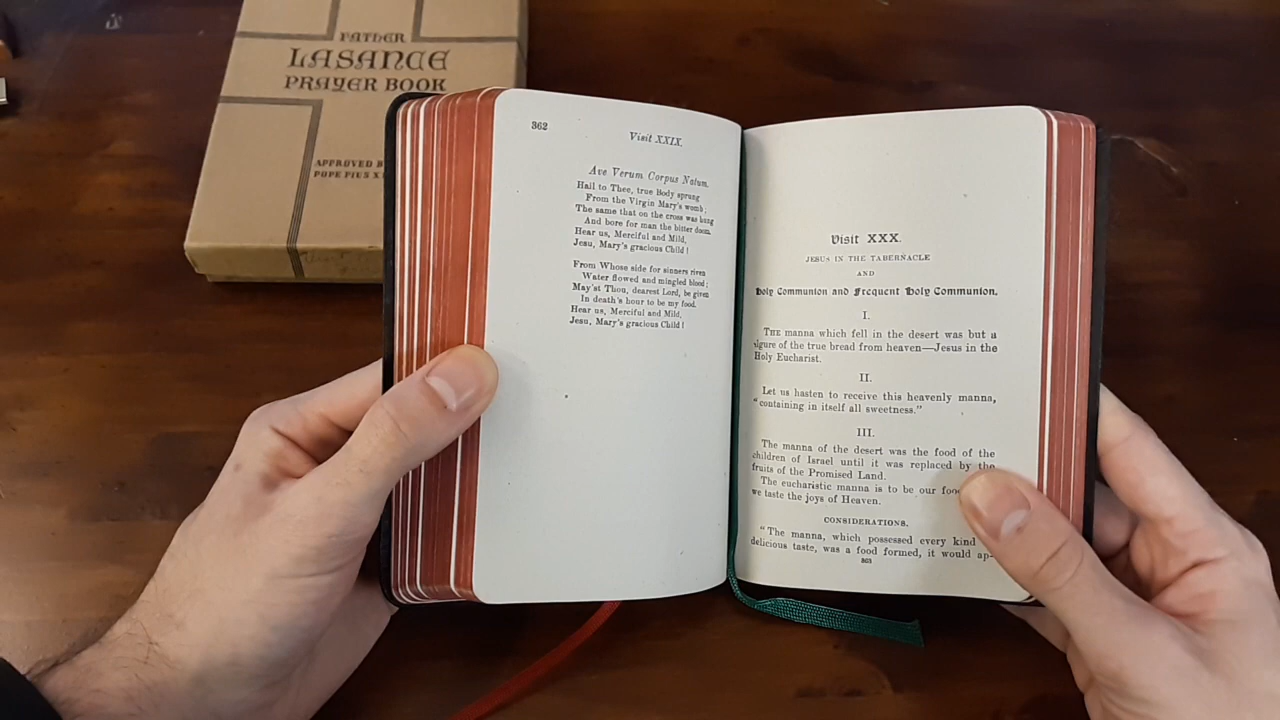 FATHER
LASANCE
PRAYER BOOK
APPROVED
POPE PIUS X
362
Visit XXIX.
Ave Verum Corpus Natum.
Hail to Thee, true Body sprung
From the Virgin Mary's womb;
The same that on the cross was hung
And bore for man the bitter doom.
Hear us, Merciful and Mild,
Jesu, Mary's gracious Child!
From Whose side for sinners riven
Water flowed and mingled blood;
May'st Thou, dearest Lord, be given
In death's hour to be my food.
Hear us, Merciful and Mild,
Jesu, Mary's gracious Child!
Visit XXX.
JESUS IN THE TABERNACLE
AND
Holy Communion and Frequent Holy Communion.
I.
THE manna which fell in the desert was but a
figure of the true bread from heaven—Jesus in the
Holy Eucharist.
II.
Let us hasten to receive this heavenly manna,
"containing in itself all sweetness."
III.
The manna of the desert was the food of the
children of Israel until it was replaced by the
fruits of the Promised Land.
The eucharistic manna is to be our foo
we taste the joys of Heaven.
CONSIDERATIONS.
"The manna, which possessed every kind
delicious taste, was a food formed, it would ap-
363